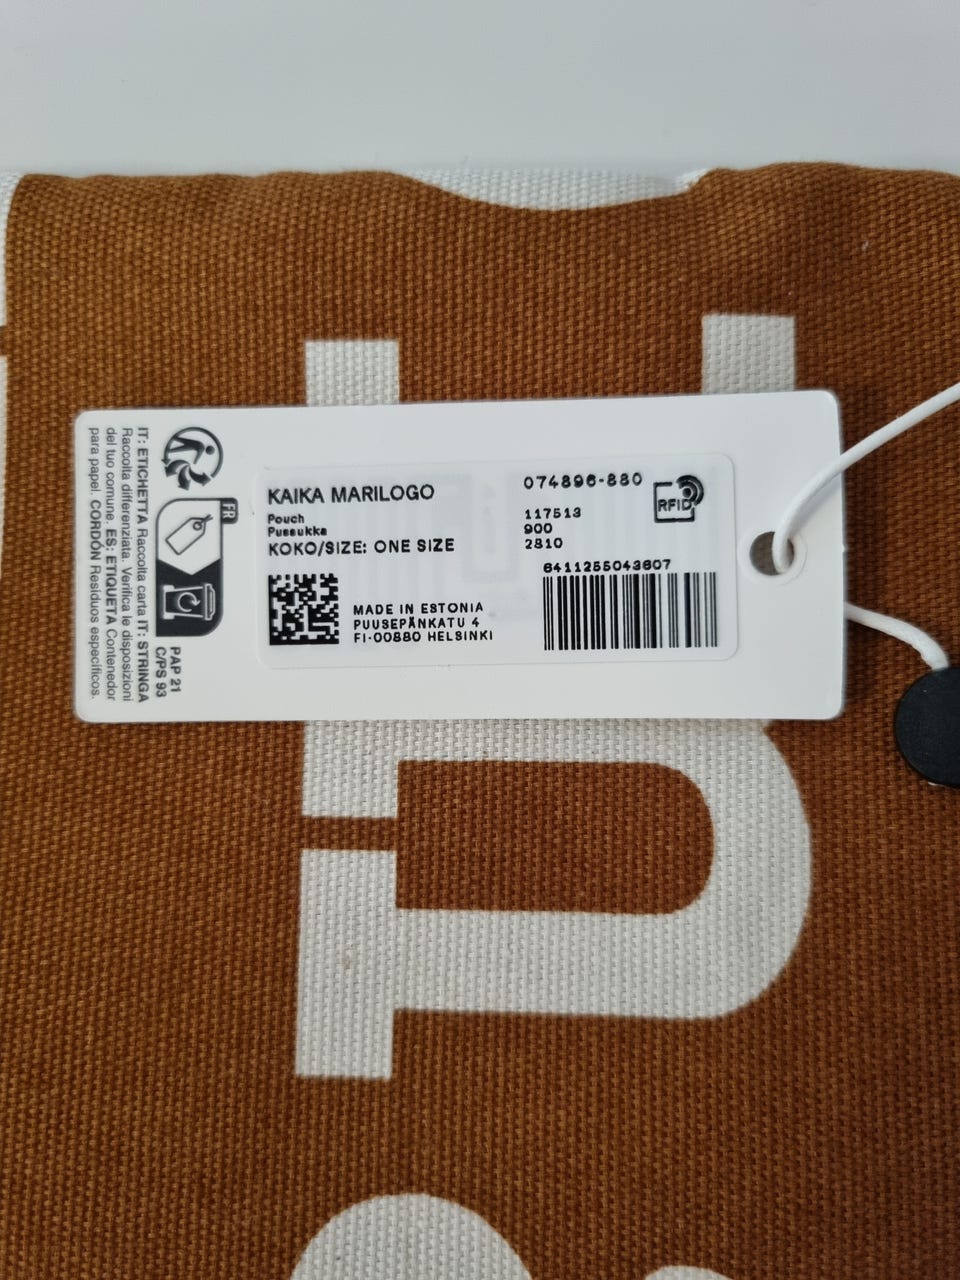 KAIKA MARILOGO
Pouch
Pussukka
KOKO/SIZE: ONE SIZE
MADE IN ESTONIA
PUUSEPÄNKATU 4
FI-00880 HELSINKI
074896-880
117513
900
2810
RFID
6411255043607
FR
PAP 21
C/PS 93
IT: ETICHETTA Raccolta carta IT: STRINGA
Raccolta differenziata. Verifica le disposizioni
del tuo comune. ES: ETIQUETA Contenedor
para papel. CORDÓN Residuos específicos.